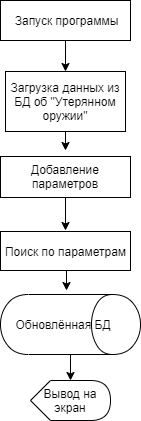 Запуск программы
Загрузка данных из
БД об "Утерянном
оружии"
Добавление
параметров
Поиск по параметрам
Обновлённая БД
Вывод на
экран